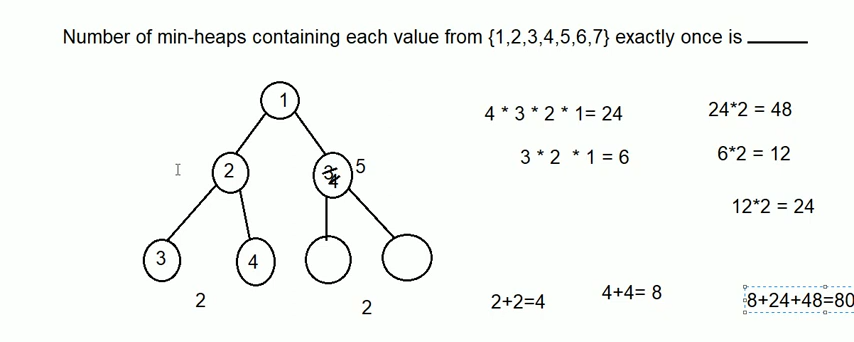 Number of min-heaps containing each value from {1,2,3,4,5,6,7} exactly once is
1
4 * 3 * 2 * 1= 24
24*2 = 48
3 * 2 * 1 = 6
6*2 = 12
2
5
12*2 = 24
3
4
2
2
2+2=4
4+4= 8
8+24+48=80